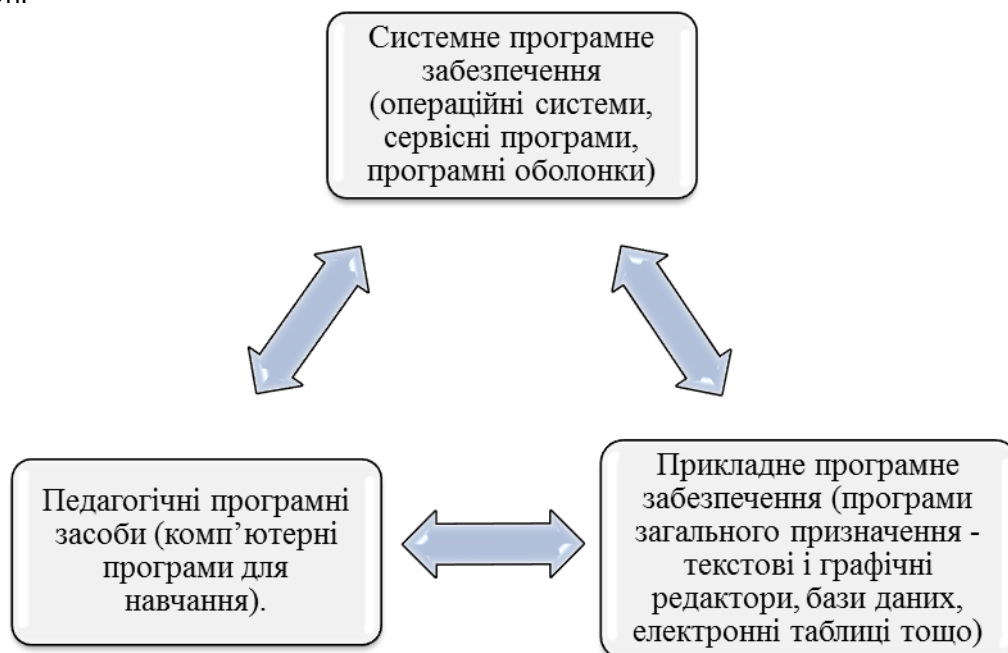 Системне програмне
забезпечення
(операційні системи,
сервісні програми,
програмні оболонки)
Педагогічні програмні
засоби (комп’ютерні
програми для
навчання).
Прикладне програмне
забезпечення (програми
загального призначення -
текстові і графічні
редактори, бази даних,
електронні таблиці тощо)